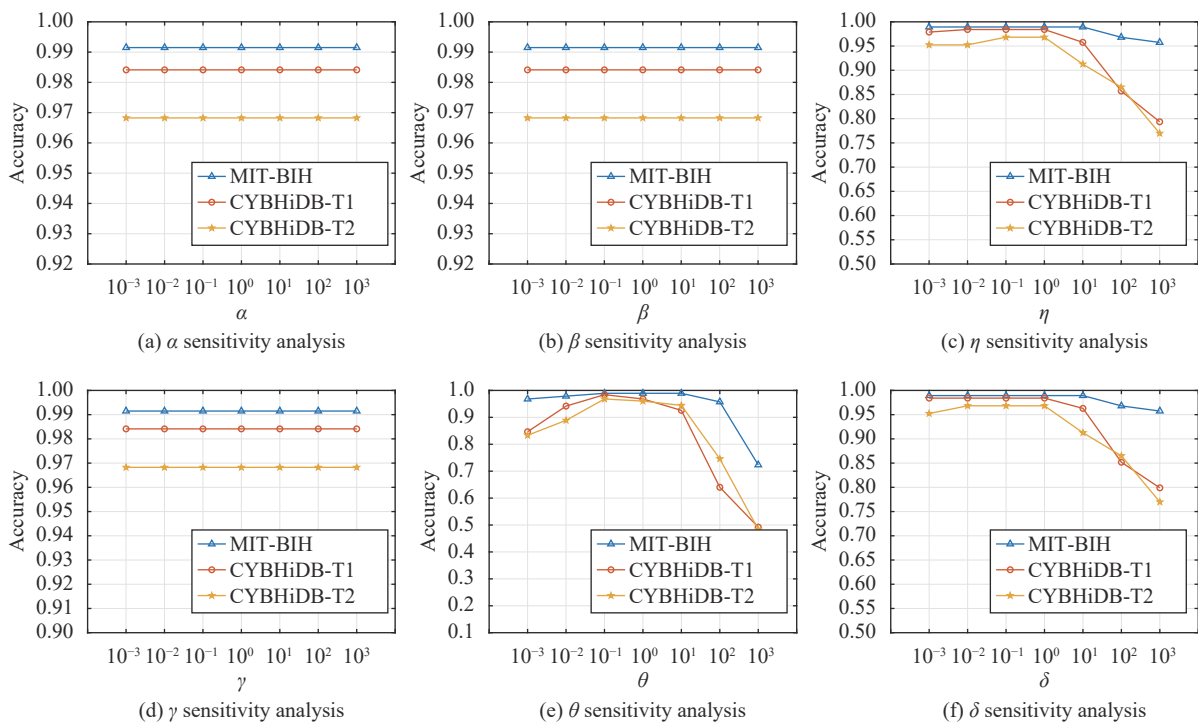 1.00
0.99
0.98
0.97
0.96
0.95
0.94
0.93
0.92
Accuracy
MIT-BIH
CYBHiDB-T1
CYBHiDB-T2
10⁻³ 10⁻² 10⁻¹ 10⁰ 10¹ 10² 10³
α
(a) α sensitivity analysis
1.00
0.99
0.98
0.97
0.96
0.95
0.94
0.93
0.92
Accuracy
MIT-BIH
CYBHiDB-T1
CYBHiDB-T2
10⁻³ 10⁻² 10⁻¹ 10⁰ 10¹ 10² 10³
β
(b) β sensitivity analysis
1.00
0.95
0.90
0.85
0.80
0.75
0.70
0.65
0.60
0.55
0.50
Accuracy
MIT-BIH
CYBHiDB-T1
CYBHiDB-T2
10⁻³ 10⁻² 10⁻¹ 10⁰ 10¹ 10² 10³
η
(c) η sensitivity analysis
1.00
0.99
0.98
0.97
0.96
0.95
0.94
0.93
0.92
0.91
0.90
Accuracy
MIT-BIH
CYBHiDB-T1
CYBHiDB-T2
10⁻³ 10⁻² 10⁻¹ 10⁰ 10¹ 10² 10³
γ
(d) γ sensitivity analysis
1.0
0.9
0.8
0.7
0.6
0.5
0.4
0.3
0.2
0.1
Accuracy
MIT-BIH
CYBHiDB-T1
CYBHiDB-T2
10⁻³ 10⁻² 10⁻¹ 10⁰ 10¹ 10² 10³
θ
(e) θ sensitivity analysis
1.00
0.95
0.90
0.85
0.80
0.75
0.70
0.65
0.60
0.55
0.50
Accuracy
MIT-BIH
CYBHiDB-T1
CYBHiDB-T2
10⁻³ 10⁻² 10⁻¹ 10⁰ 10¹ 10² 10³
δ
(f) δ sensitivity analysis